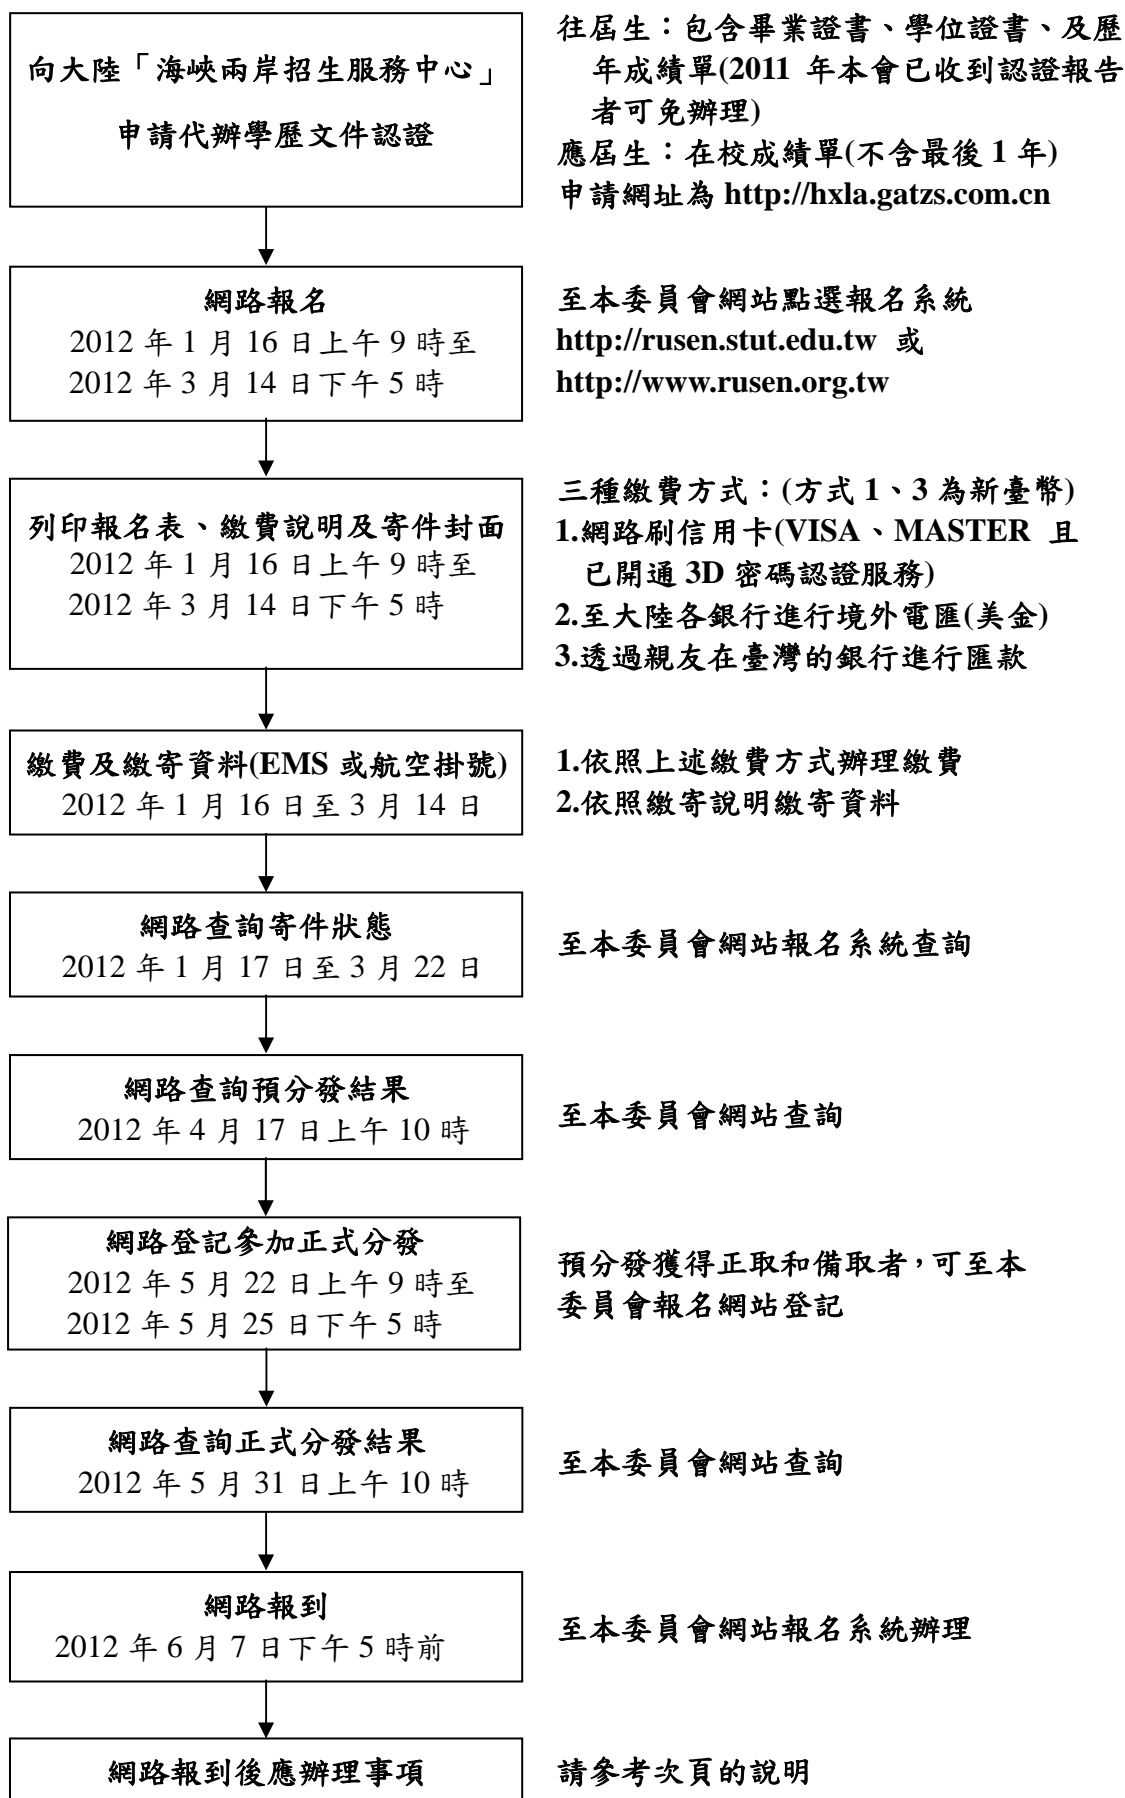 向大陸「海峽兩岸招生服務中心」
申請代辦學歷文件認證
往屆生：包含畢業證書、學位證書、及歷
年成績單(2011 年本會已收到認證報告
者可免辦理)
應屆生：在校成績單(不含最後 1 年)
申請網址為 http://hxla.gatzs.com.cn
網路報名
2012 年 1 月 16 日上午 9 時至
2012 年 3 月 14 日下午 5 時
至本委員會網站點選報名系統
http://rusen.stut.edu.tw 或
http://www.rusen.org.tw
列印報名表、繳費說明及寄件封面
2012 年 1 月 16 日上午 9 時至
2012 年 3 月 14 日下午 5 時
三種繳費方式：(方式 1、3 為新臺幣)
1.網路刷信用卡(VISA、MASTER 且
已開通 3D 密碼認證服務)
2.至大陸各銀行進行境外電匯(美金)
3.透過親友在臺灣的銀行進行匯款
繳費及繳寄資料(EMS 或航空掛號)
2012 年 1 月 16 日至 3 月 14 日
1.依照上述繳費方式辦理繳費
2.依照繳寄說明繳寄資料
網路查詢寄件狀態
2012 年 1 月 17 日至 3 月 22 日
至本委員會網站報名系統查詢
網路查詢預分發結果
2012 年 4 月 17 日上午 10 時
至本委員會網站查詢
網路登記參加正式分發
2012 年 5 月 22 日上午 9 時至
2012 年 5 月 25 日下午 5 時
預分發獲得正取和備取者，可至本
委員會報名網站登記
網路查詢正式分發結果
2012 年 5 月 31 日上午 10 時
至本委員會網站查詢
網路報到
2012 年 6 月 7 日下午 5 時前
至本委員會網站報名系統辦理
網路報到後應辦理事項
請參考次頁的說明